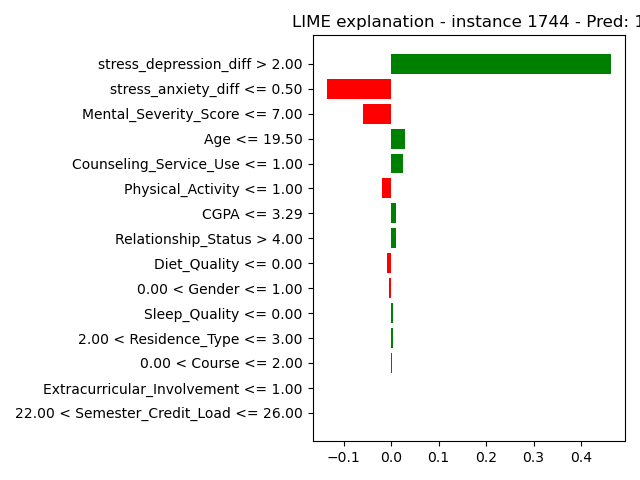 LIME explanation - instance 1744 - Pred: 1
stress_depression_diff > 2.00
stress_anxiety_diff <= 0.50
Mental_Severity_Score <= 7.00
Age <= 19.50
Counseling_Service_Use <= 1.00
Physical_Activity <= 1.00
CGPA <= 3.29
Relationship_Status > 4.00
Diet_Quality <= 0.00
0.00 < Gender <= 1.00
Sleep_Quality <= 0.00
2.00 < Residence_Type <= 3.00
0.00 < Course <= 2.00
Extracurricular_Involvement <= 1.00
22.00 < Semester_Credit_Load <= 26.00
−0.1 0.0 0.1 0.2 0.3 0.4